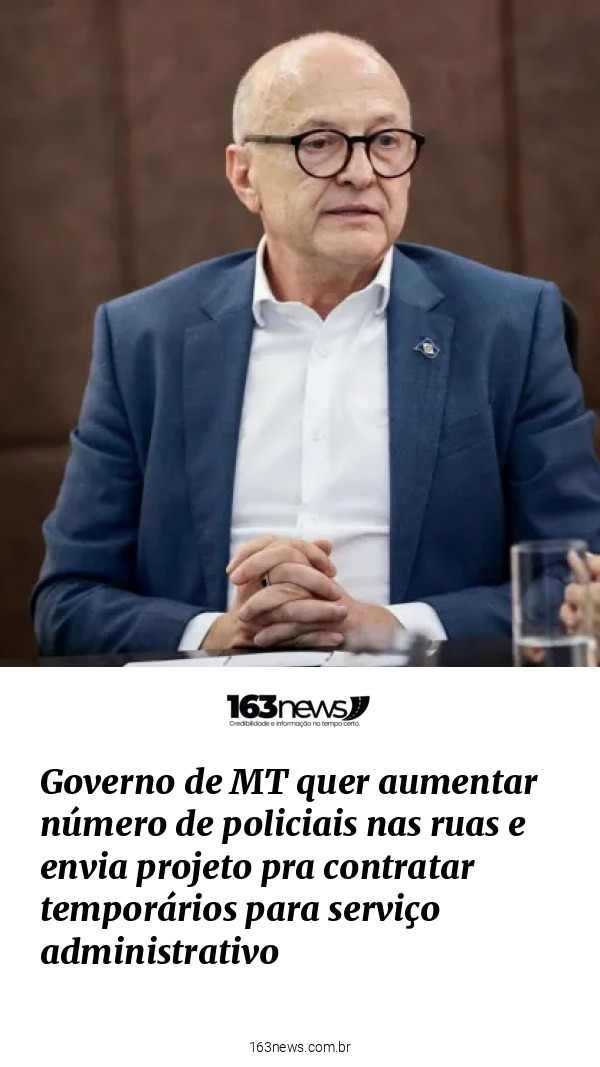 163news
Credibilidade e informação no tempo certo.
Governo de MT quer aumentar
número de policiais nas ruas e
envia projeto pra contratar
temporários para serviço
administrativo
163news.com.br